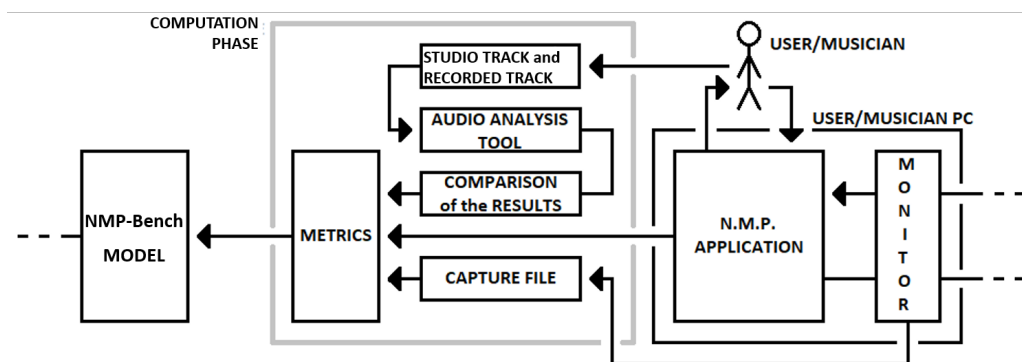 COMPUTATION
PHASE
STUDIO TRACK and
RECORDED TRACK
USER/MUSICIAN
AUDIO ANALYSIS
TOOL
USER/MUSICIAN PC
COMPARISON
of the RESULTS
NMP-Bench
MODEL
METRICS
N.M.P.
APPLICATION
CAPTURE FILE
M
O
N
I
T
O
R